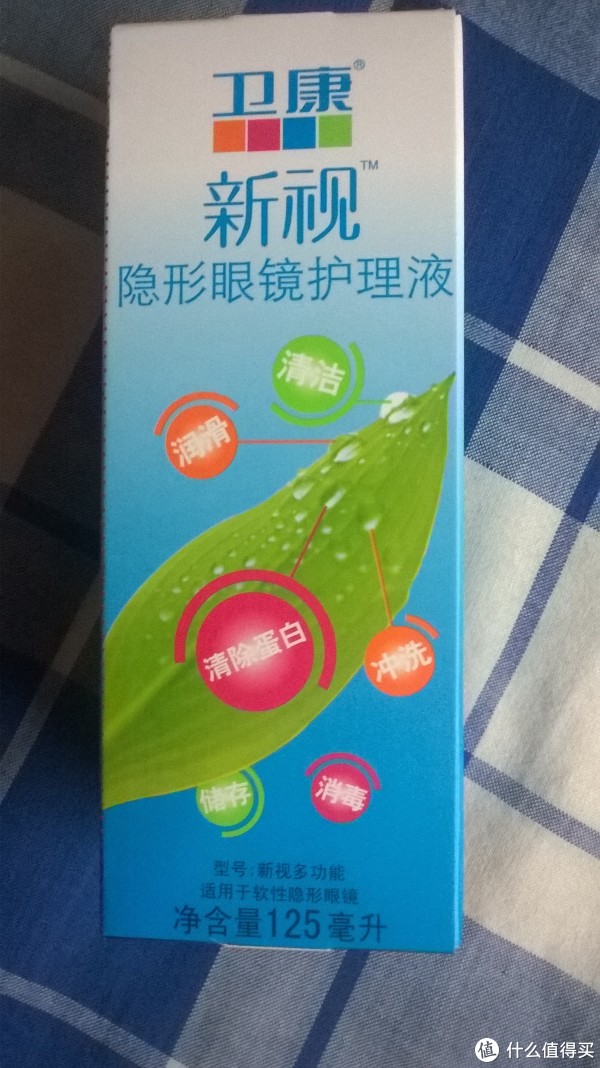 卫康®
新视™
隐形眼镜护理液
清洁
润滑
清除蛋白
冲洗
储存
消毒
型号:新视多功能
适用于软性隐形眼镜
净含量125毫升
值 什么值得买